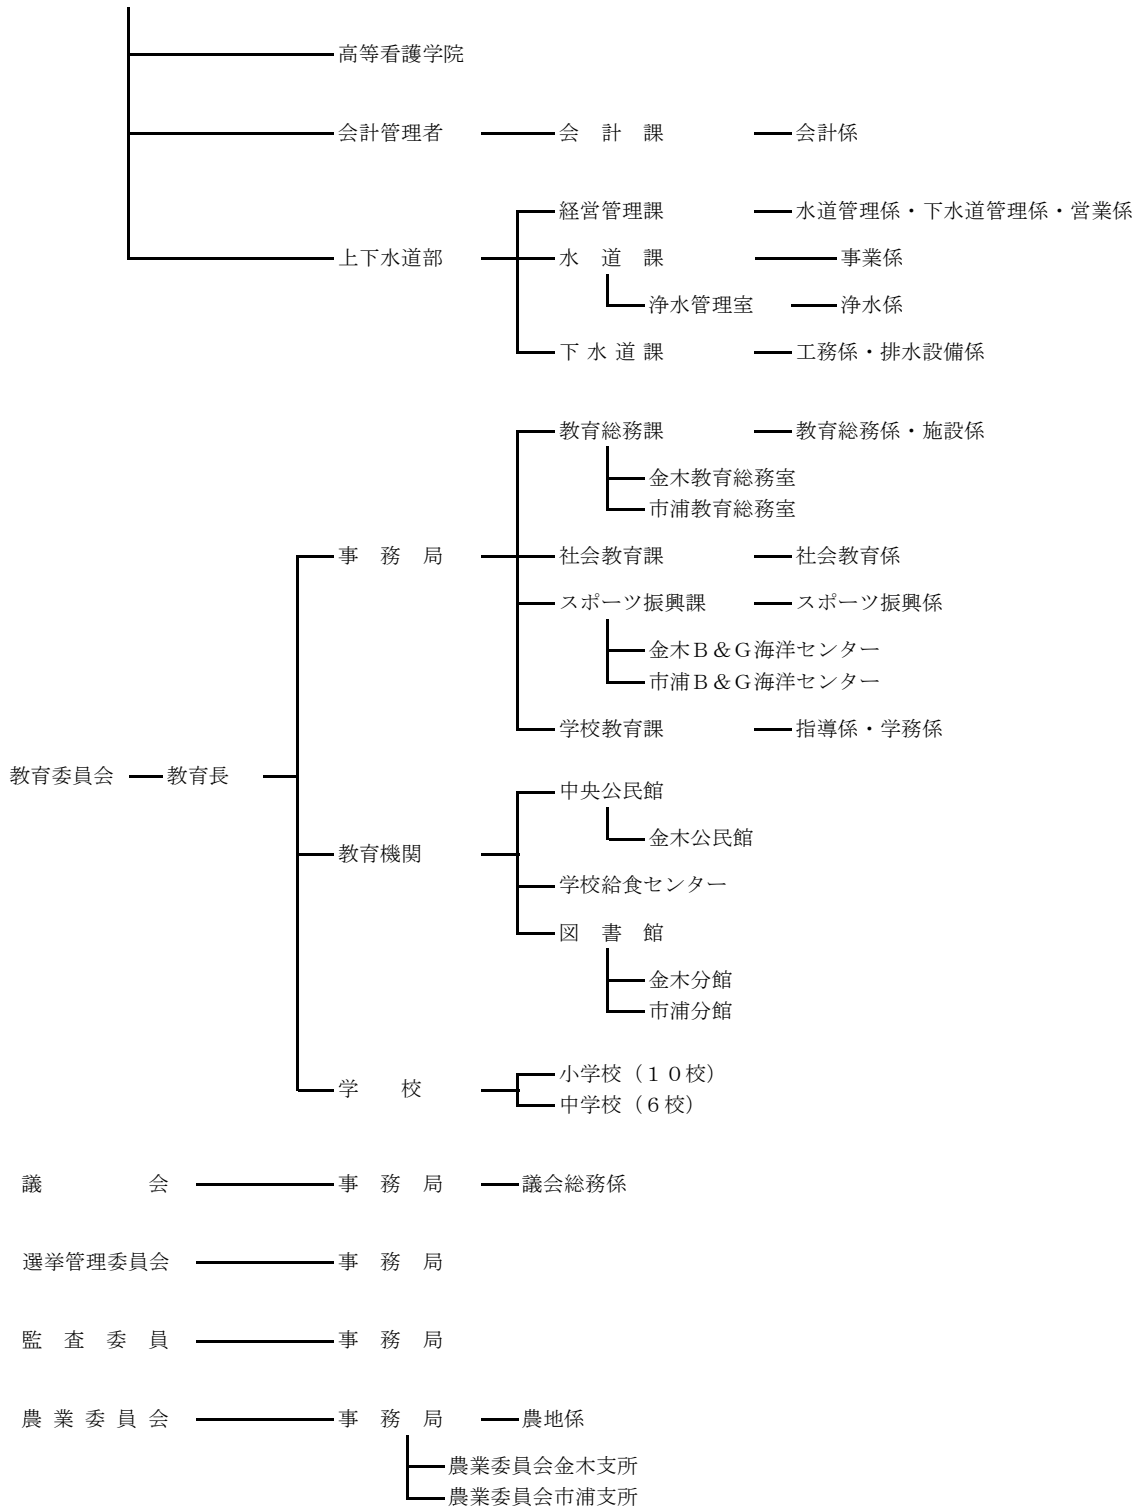 高等看護学院
会計管理者 会　計　課 会計係
経営管理課 水道管理係・下水道管理係・営業係
上下水道部 水　道　課 事業係
浄水管理室 浄水係
下 水 道 課 工務係・排水設備係
教育総務課 教育総務係・施設係
金木教育総務室
市浦教育総務室
事　務　局 社会教育課 社会教育係
スポーツ振興課 スポーツ振興係
金木Ｂ＆Ｇ海洋センター
市浦Ｂ＆Ｇ海洋センター
学校教育課 指導係・学務係
教育委員会 教育長
中央公民館
金木公民館
教育機関
学校給食センター
図　書　館
金木分館
市浦分館
小学校（１０校）
学　　校
中学校（６校）
議　　　　　会 事　務　局 議会総務係
選挙管理委員会 事　務　局
監　査　委　員 事　務　局
農 業 委 員 会 事　務　局 農地係
農業委員会金木支所
農業委員会市浦支所